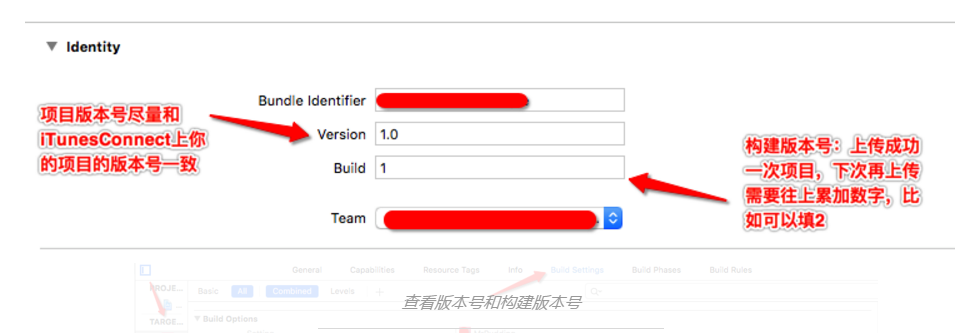 Identity
Bundle Identifier
项目版本号尽量和
iTunesConnect上你
的项目的版本号一致
Version 1.0
Build 1
构建版本号：上传成功
一次项目，下次再上传
需要往上累加数字，比
如可以填2
Team
General Capabilities Resource Tags Info Build Settings Build Phases Build Rules
PROJE...
Basic All Combined Levels +
查看版本号和构建版本号
TARGE...
Build Options